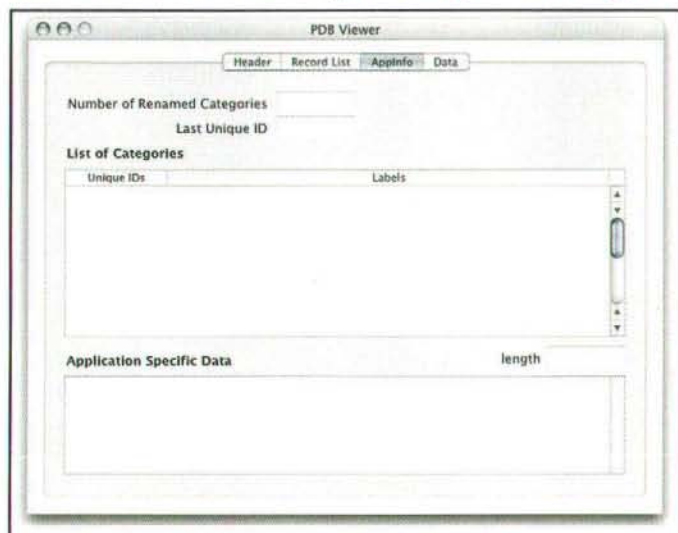 PDB Viewer
Header Record List AppInfo Data
Number of Renamed Categories
Last Unique ID
List of Categories
Unique IDs Labels
Application Specific Data length